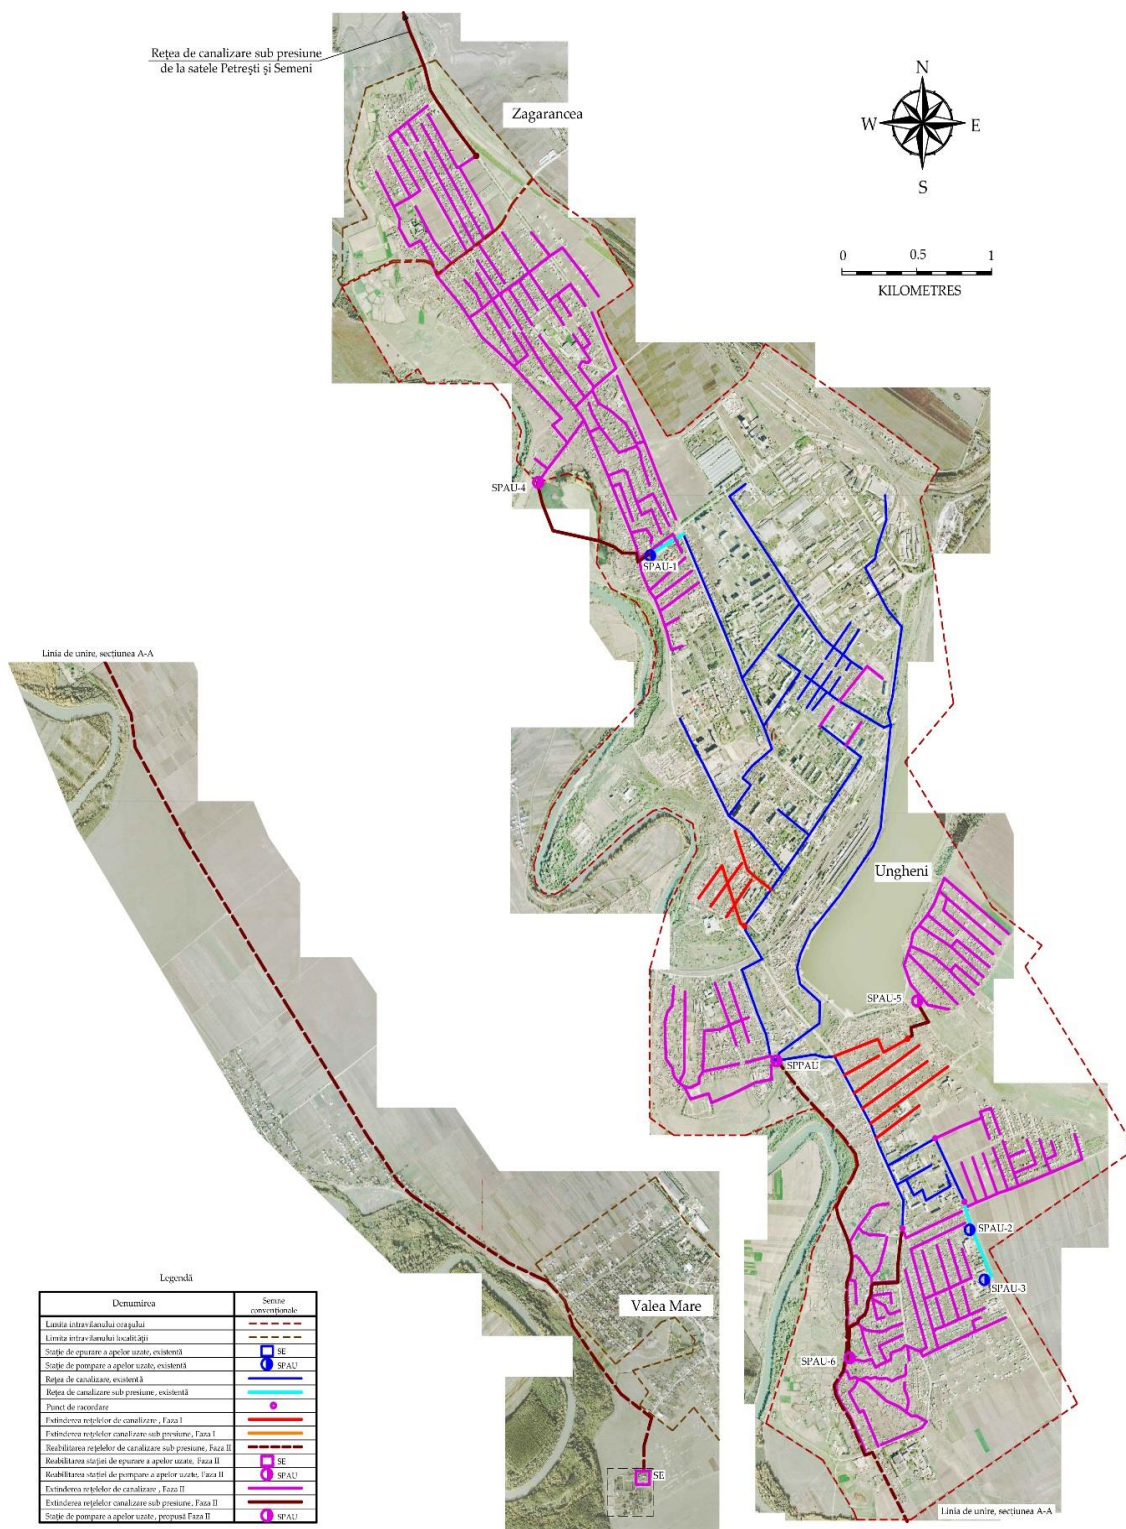 Rețea de canalizare sub presiune
de la satele Petrești și Semeni
Zagarancea
N
W
E
S
0
0.5
1
KILOMETRES
SPAU-4
SPAU-1
Linia de unire, secțiunea A-A
Ungheni
SPAU-5
SPPAU
SPAU-2
SPAU-3
Valea Mare
SPAU-6
SE
Linia de unire, secțiunea A-A
Legendă
Denumirea
Semne
convenționale
Limita intravilanului orașului
Limita intravilanului localității
Stație de epurare a apelor uzate, existentă SE
Stație de pompare a apelor uzate, existentă SPAU
Rețea de canalizare, existentă
Rețea de canalizare sub presiune, existentă
Punct de racordare
Extinderea rețelelor de canalizare , Faza I
Extinderea rețelelor canalizare sub presiune, Faza I
Reabilitarea rețelelor de canalizare sub presiune, Faza II
Reabilitarea stației de epurare a apelor uzate, Faza II SE
Reabilitarea stației de pompare a apelor uzate, Faza II SPAU
Extinderea rețelelor de canalizare , Faza II
Extinderea rețelelor canalizare sub presiune, Faza II
Stație de pompare a apelor uzate, propusă Faza II SPAU